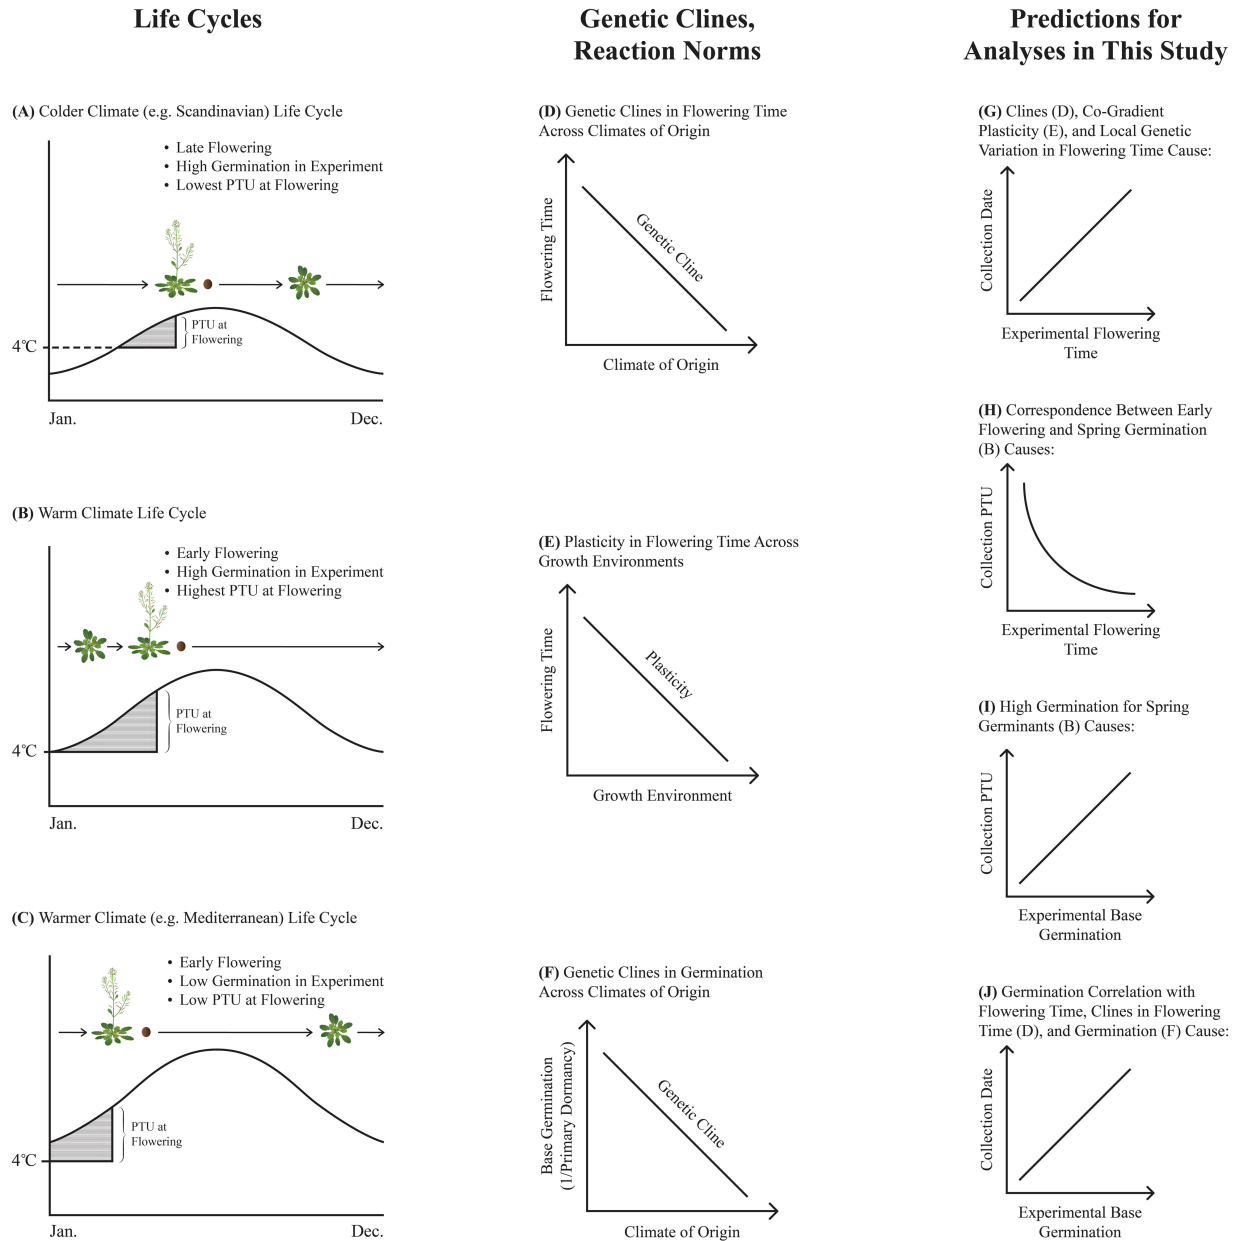 Life Cycles
Genetic Clines,
Reaction Norms
Predictions for
Analyses in This Study
(A) Colder Climate (e.g. Scandinavian) Life Cycle
• Late Flowering
• High Germination in Experiment
• Lowest PTU at Flowering
PTU at
Flowering
4°C
Jan.
Dec.
(B) Warm Climate Life Cycle
• Early Flowering
• High Germination in Experiment
• Highest PTU at Flowering
PTU at
Flowering
4°C
Jan.
Dec.
(C) Warmer Climate (e.g. Mediterranean) Life Cycle
• Early Flowering
• Low Germination in Experiment
• Low PTU at Flowering
PTU at
Flowering
4°C
Jan.
Dec.
(D) Genetic Clines in Flowering Time
Across Climates of Origin
Flowering Time
Genetic Cline
Climate of Origin
(E) Plasticity in Flowering Time Across
Growth Environments
Flowering Time
Plasticity
Growth Environment
(F) Genetic Clines in Germination
Across Climates of Origin
Base Germination
(1/Primary Dormancy)
Genetic Cline
Climate of Origin
(G) Clines (D), Co-Gradient
Plasticity (E), and Local Genetic
Variation in Flowering Time Cause:
Collection Date
Experimental Flowering
Time
(H) Correspondence Between Early
Flowering and Spring Germination
(B) Causes:
Collection PTU
Experimental Flowering
Time
(I) High Germination for Spring
Germinants (B) Causes:
Collection PTU
Experimental Base
Germination
(J) Germination Correlation with
Flowering Time, Clines in Flowering
Time (D), and Germination (F) Cause:
Collection Date
Experimental Base
Germination